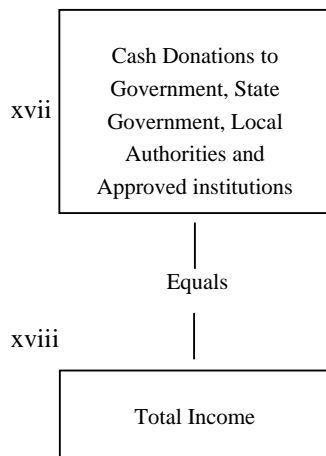 Cash Donations to
Government, State
xvii
Government, Local
Authorities and
Approved institutions
Equals
xviii
Total Income